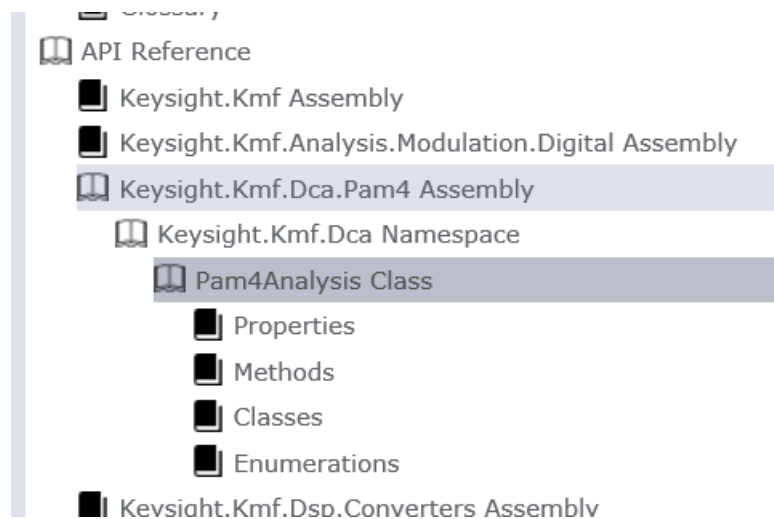 Glossary
API Reference
Keysight.Kmf Assembly
Keysight.Kmf.Analysis.Modulation.Digital Assembly
Keysight.Kmf.Dca.Pam4 Assembly
Keysight.Kmf.Dca Namespace
Pam4Analysis Class
Properties
Methods
Classes
Enumerations
Keysight.Kmf.Dsp.Converters Assembly